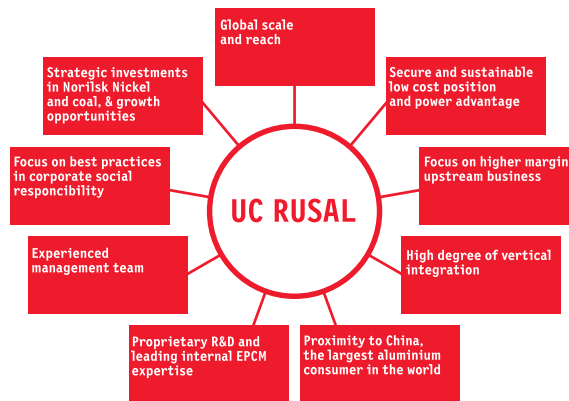 Global scale
and reach
Strategic investments
in Norilsk Nickel
and coal, & growth
opportunities
Secure and sustainable
low cost position
and power advantage
Focus on best practices
in corporate social
responcibility
Focus on higher margin
upstream business
UC RUSAL
Experienced
management team
High degree of vertical
integration
Proprietary R&D and
leading internal EPCM
expertise
Proximity to China,
the largest aluminium
consumer in the world